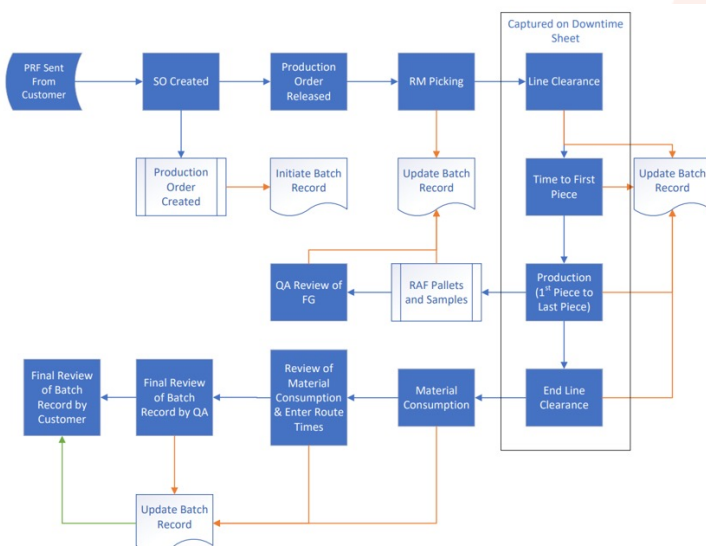 Captured on Downtime
Sheet
PRF Sent
From
Customer
SO Created
Production
Order
Released
RM Picking
Line Clearance
Production
Order
Created
Initiate Batch
Record
Update Batch
Record
Time to First
Piece
Update Batch
Record
QA Review of
FG
RAF Pallets
and Samples
Production
(1st Piece to
Last Piece)
Final Review
of Batch
Record by
Customer
Final Review
of Batch
Record by QA
Review of
Material
Consumption
& Enter Route
Times
Material
Consumption
End Line
Clearance
Update Batch
Record